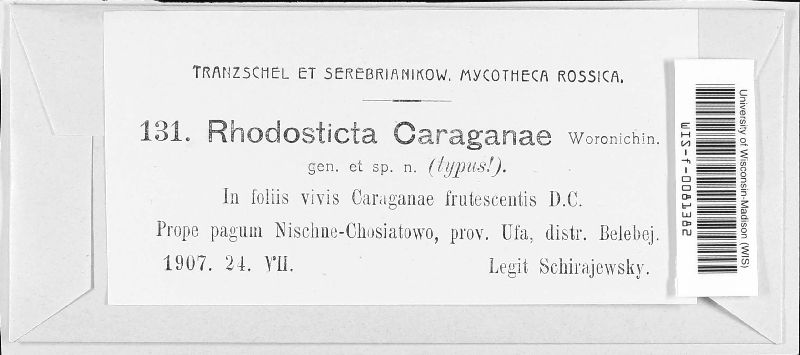 TRANZSCHEL ET SEREBRIANIKOW. MYCOTHECA ROSSICA.
131. Rhodosticta Caraganae Woronichin.
gen. et sp. n. (typus!).
In foliis vivis Caraganae frutescentis D.C.
Prope pagum Nischne-Chosiatowo, prov. Ufa, distr. Belebej.
1907. 24. VII. Legit Schirajewsky.
University of Wisconsin-Madison (WIS)
WIS-f-0061382